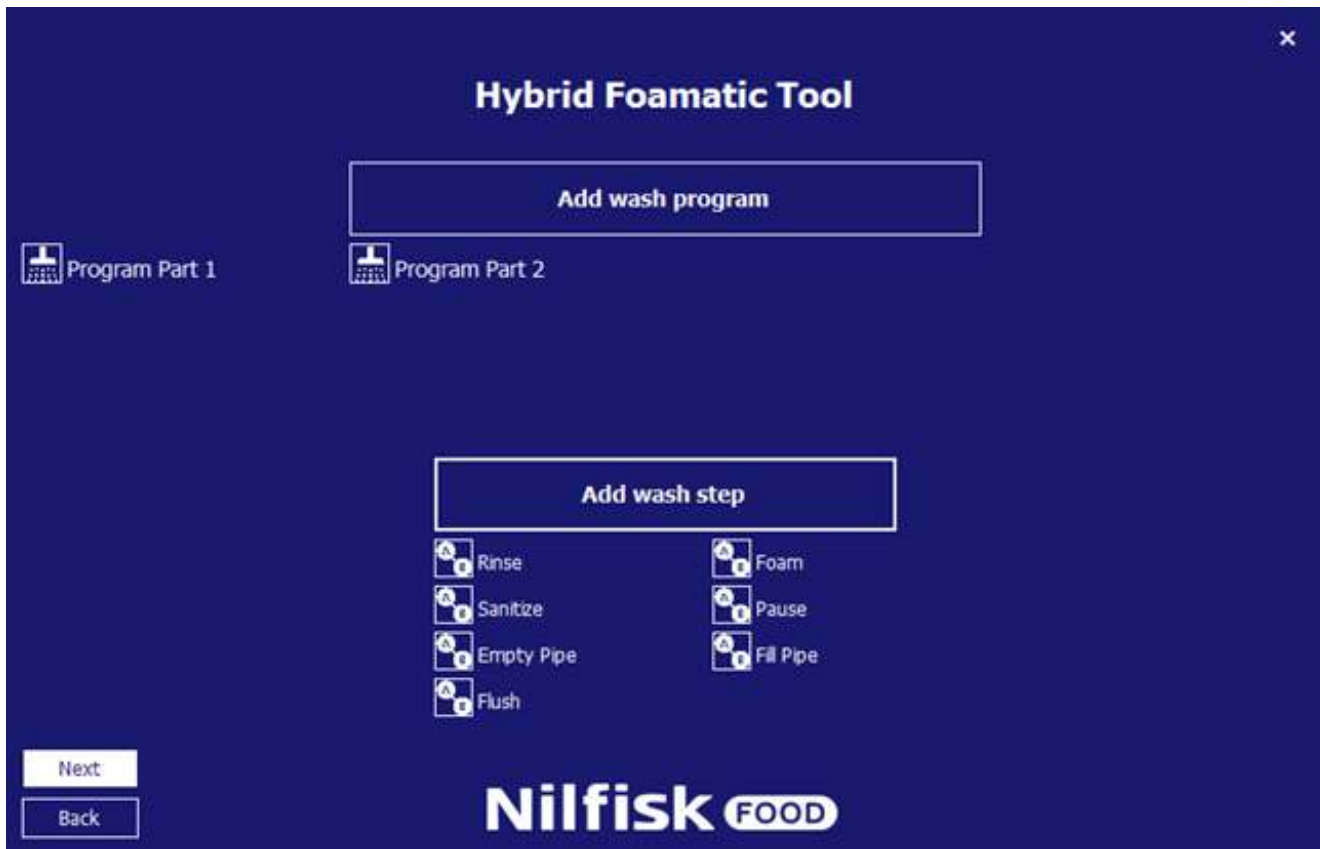 ×
Hybrid Foamatic Tool
Add wash program
Program Part 1 Program Part 2
Add wash step
Rinse Foam
Sanitize Pause
Empty Pipe Fill Pipe
Flush
Next
Back
Nilfisk FOOD